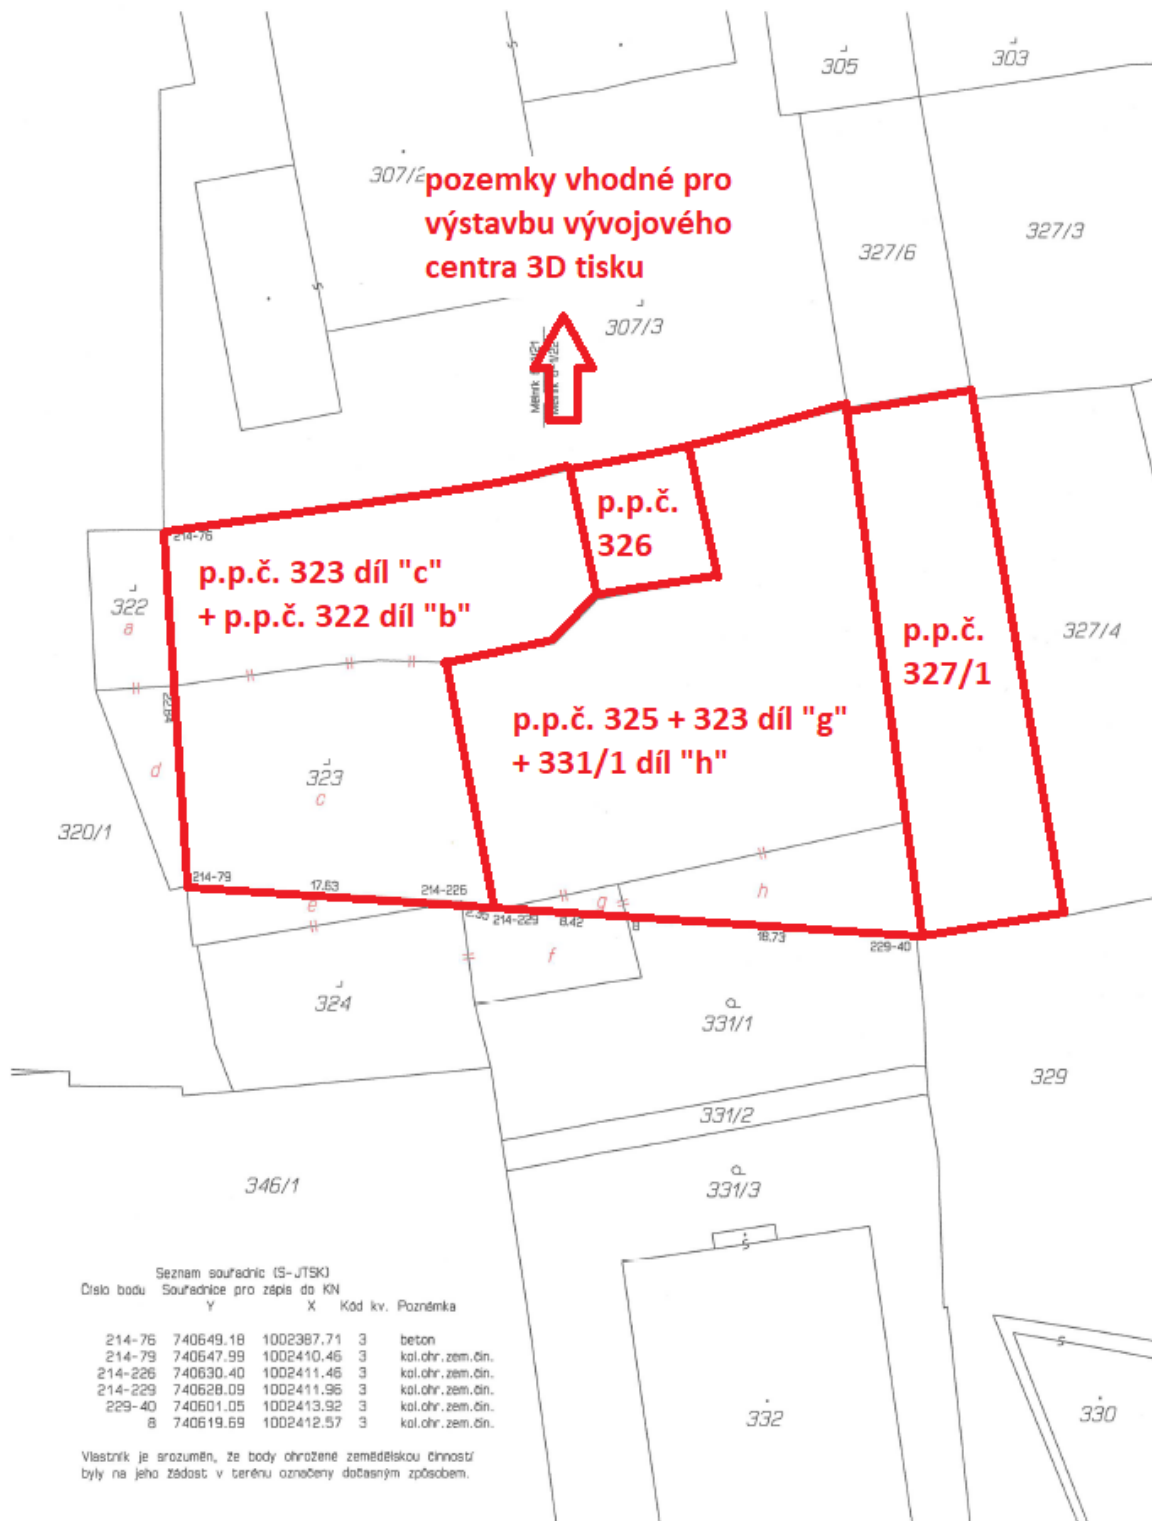 305
303
307/2
pozemky vhodné pro
výstavbu vývojového
centra 3D tisku
327/6
327/3
307/3
Mělník
214-76
p.p.č.
326
p.p.č. 323 díl "c"
+ p.p.č. 322 díl "b"
322
a
p.p.č.
327/1
327/4
22.84
p.p.č. 325 + 323 díl "g"
+ 331/1 díl "h"
d
323
c
320/1
214-79
17.63
214-226
e
2.35
214-229
8.42
g
8
h
18.73
229-40
f
324
331/1
329
331/2
346/1
331/3
Seznam souřadnic (S-JTSK)
Číslo bodu Souřadnice pro zápis do KN
Y X Kód kv. Poznámka
214-76 740649.18 1002387.71 3 beton
214-79 740647.99 1002410.46 3 kol.ohr.zem.čin.
214-226 740630.40 1002411.46 3 kol.ohr.zem.čin.
214-229 740628.09 1002411.96 3 kol.ohr.zem.čin.
229-40 740601.05 1002413.92 3 kol.ohr.zem.čin.
8 740619.69 1002412.57 3 kol.ohr.zem.čin.
Vlastník je srozuměn, že body ohrožené zemědělskou činností
byly na jeho žádost v terénu označeny dočasným způsobem.
332
330